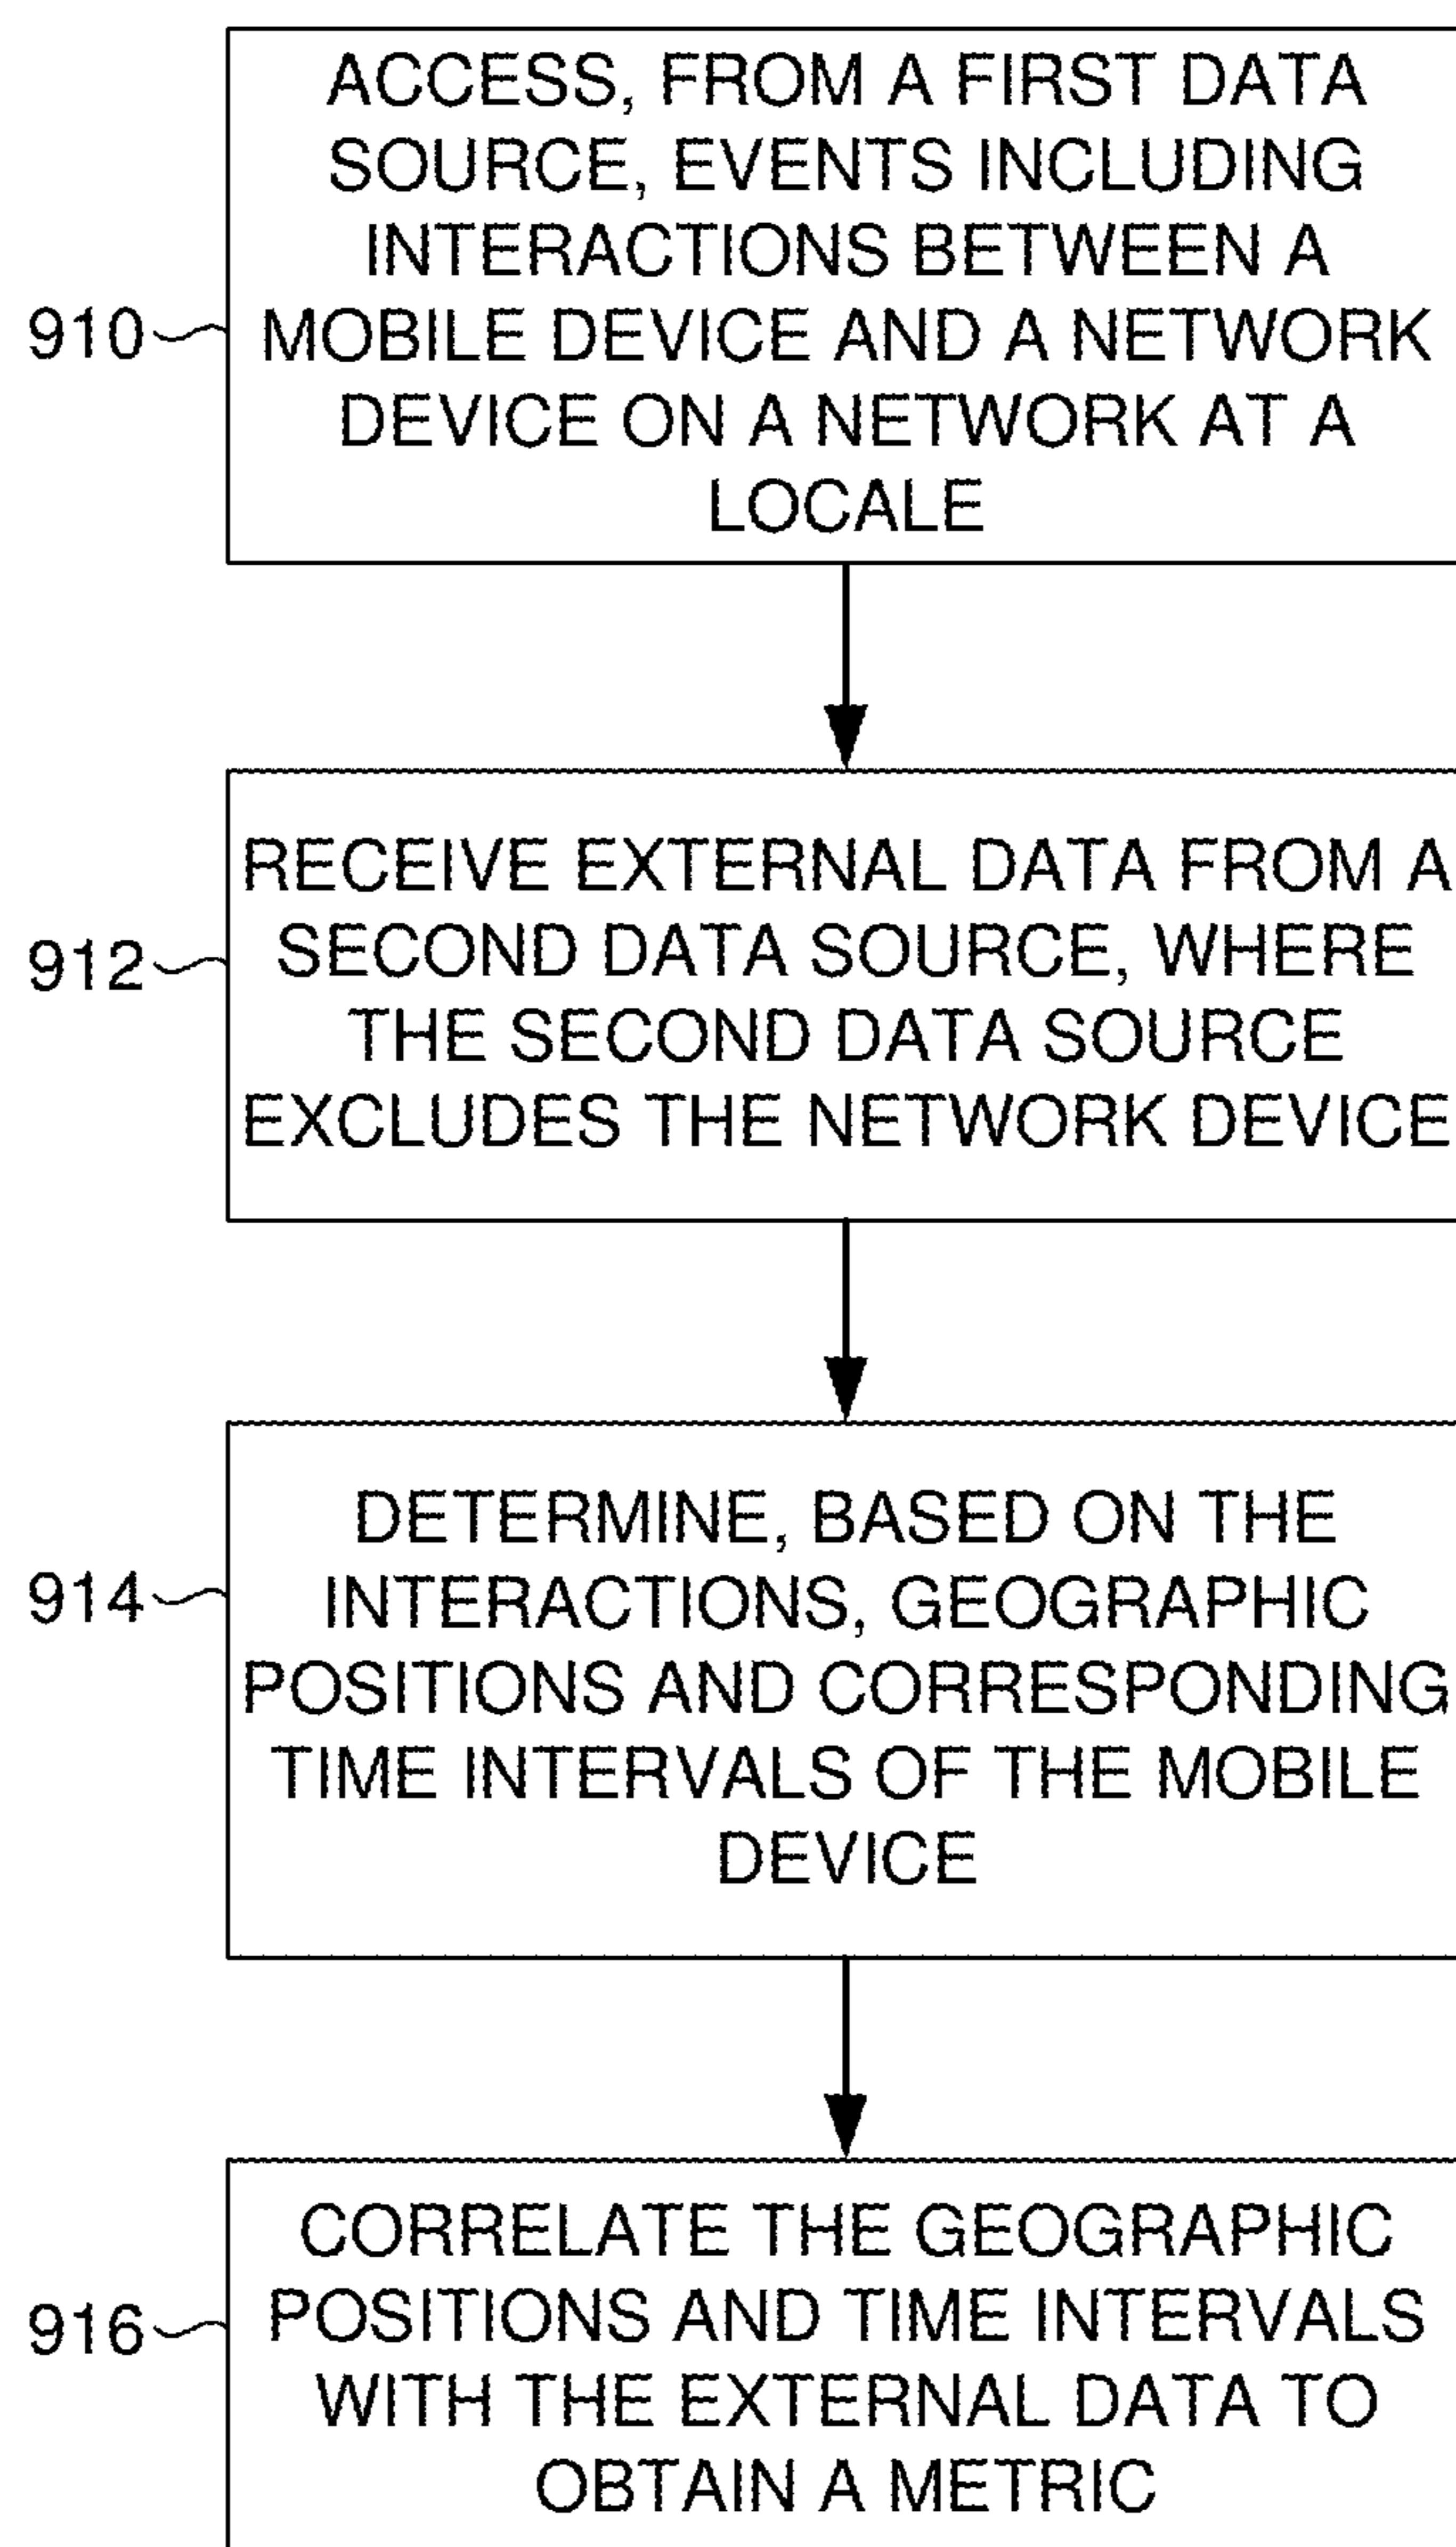 ACCESS, FROM A FIRST DATA
SOURCE, EVENTS INCLUDING
INTERACTIONS BETWEEN A
910
MOBILE DEVICE AND A NETWORK
DEVICE ON A NETWORK AT A
LOCALE
RECEIVE EXTERNAL DATA FROM A
912
SECOND DATA SOURCE, WHERE
THE SECOND DATA SOURCE
EXCLUDES THE NETWORK DEVICE
DETERMINE, BASED ON THE
914
INTERACTIONS, GEOGRAPHIC
POSITIONS AND CORRESPONDING
TIME INTERVALS OF THE MOBILE
DEVICE
CORRELATE THE GEOGRAPHIC
916
POSITIONS AND TIME INTERVALS
WITH THE EXTERNAL DATA TO
OBTAIN A METRIC